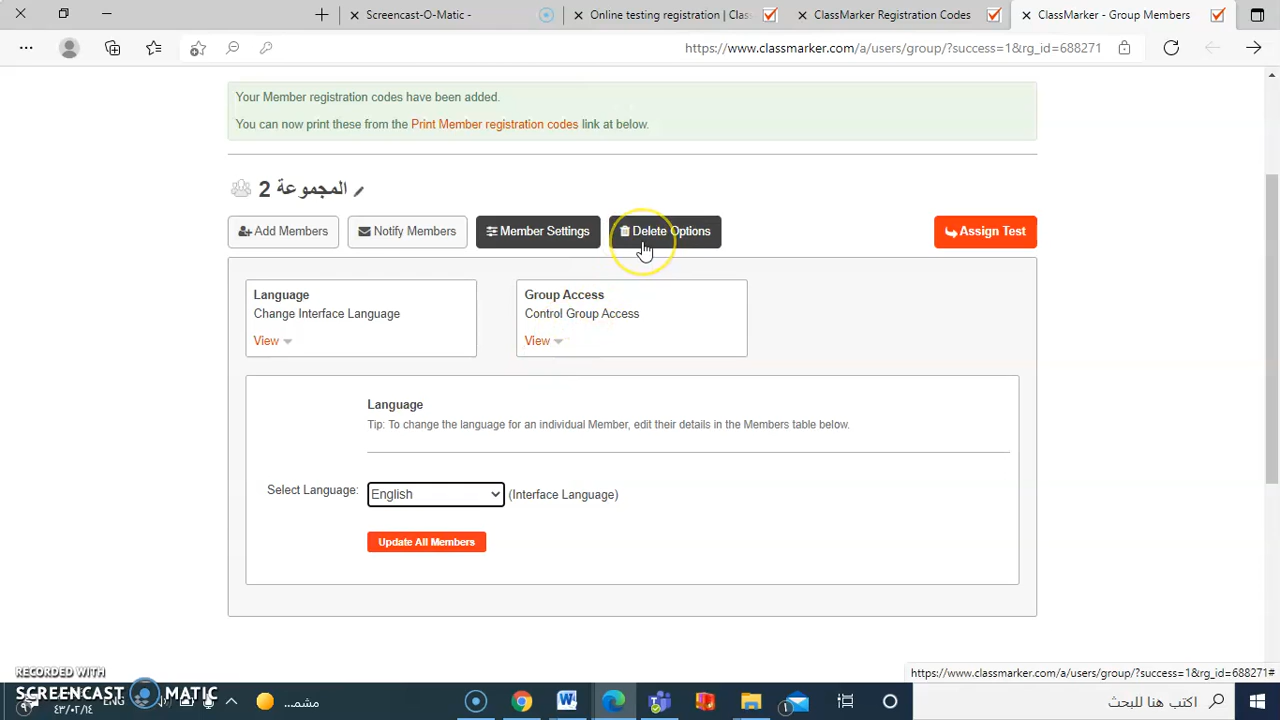 Screencast-O-Matic -
Online testing registration | Class
ClassMarker Registration Codes
ClassMarker - Group Members
https://www.classmarker.com/a/users/group/?success=1&rg_id=688271
Your Member registration codes have been added.
You can now print these from the Print Member registration codes link at below.
المجموعة 2
Add Members
Notify Members
Member Settings
Delete Options
Assign Test
Language
Change Interface Language
View
Group Access
Control Group Access
View
Language
Tip: To change the language for an individual Member, edit their details in the Members table below.
Select Language:
English
(Interface Language)
Update All Members
https://www.classmarker.com/a/users/group/?success=1&rg_id=688271#
RECORDED WITH
SCREENCAST MATIC
ENG
٤٣/٠٢/١٤
مشمـ...
اكتب هنا للبحث